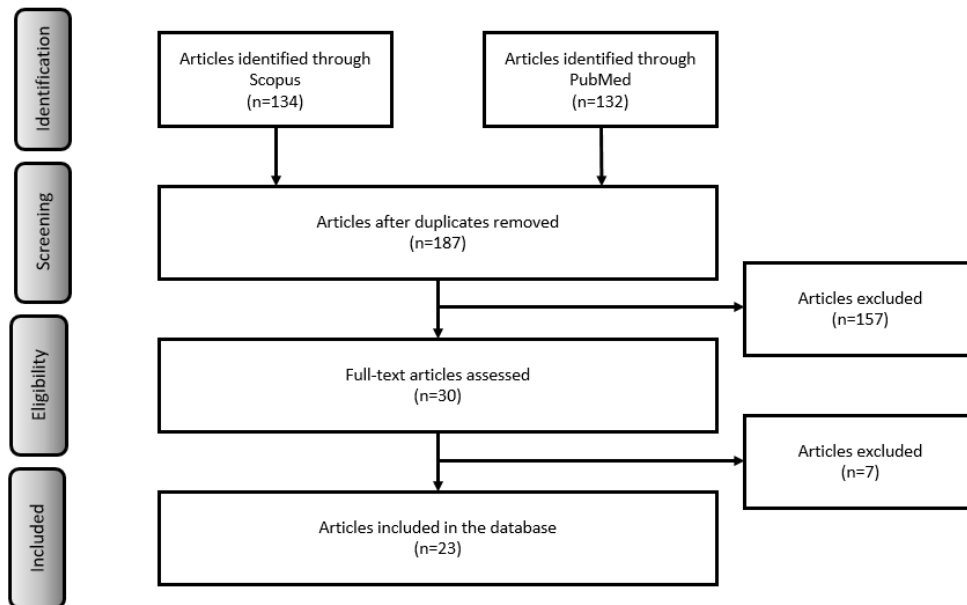 Identification
Articles identified through
Scopus
(n=134)
Articles identified through
PubMed
(n=132)
Screening
Articles after duplicates removed
(n=187)
Articles excluded
(n=157)
Eligibility
Full-text articles assessed
(n=30)
Articles excluded
(n=7)
Included
Articles included in the database
(n=23)